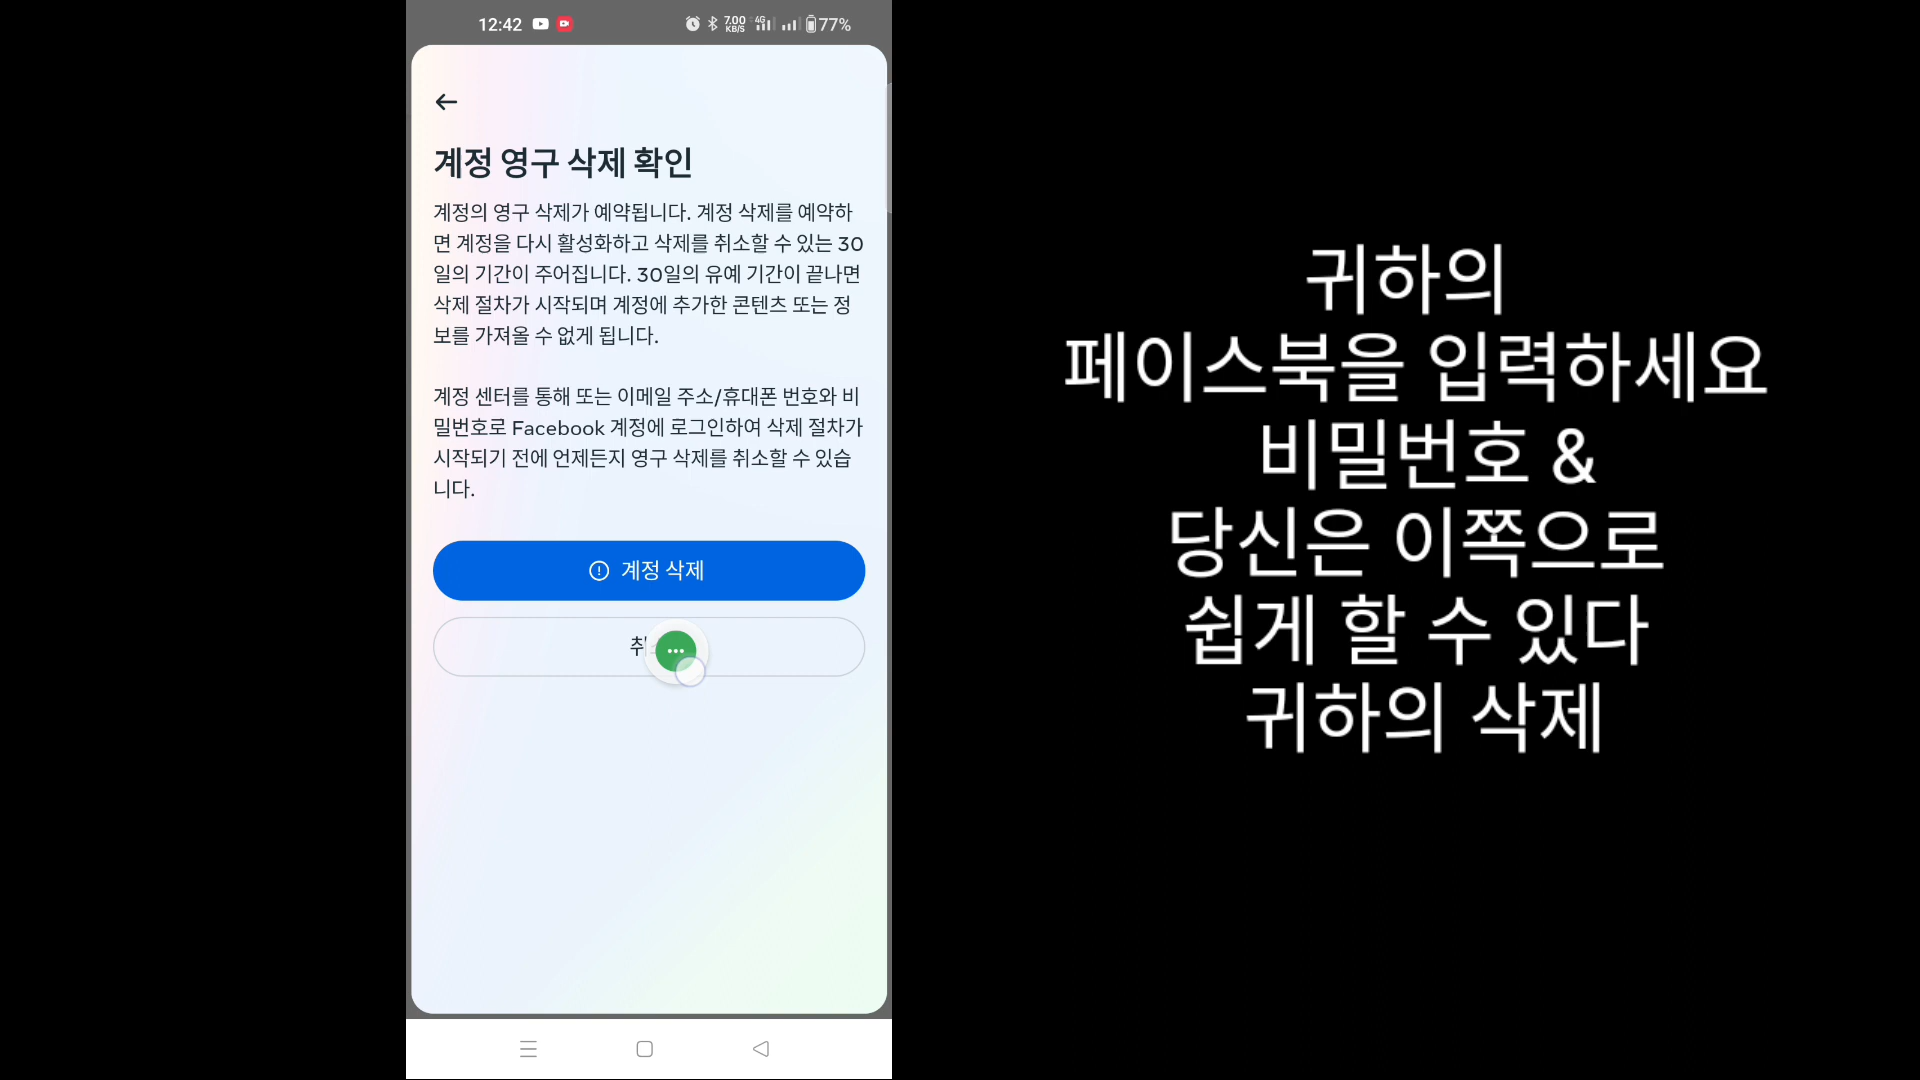 12:42
7.00
KB/S
4G
77%
계정 영구 삭제 확인
계정의 영구 삭제가 예약됩니다. 계정 삭제를 예약하
면 계정을 다시 활성화하고 삭제를 취소할 수 있는 30
일의 기간이 주어집니다. 30일의 유예 기간이 끝나면
삭제 절차가 시작되며 계정에 추가한 콘텐츠 또는 정
보를 가져올 수 없게 됩니다.
계정 센터를 통해 또는 이메일 주소/휴대폰 번호와 비
밀번호로 Facebook 계정에 로그인하여 삭제 절차가
시작되기 전에 언제든지 영구 삭제를 취소할 수 있습
니다.
계정 삭제
귀하의
페이스북을 입력하세요
비밀번호 &
당신은 이쪽으로
쉽게 할 수 있다
귀하의 삭제